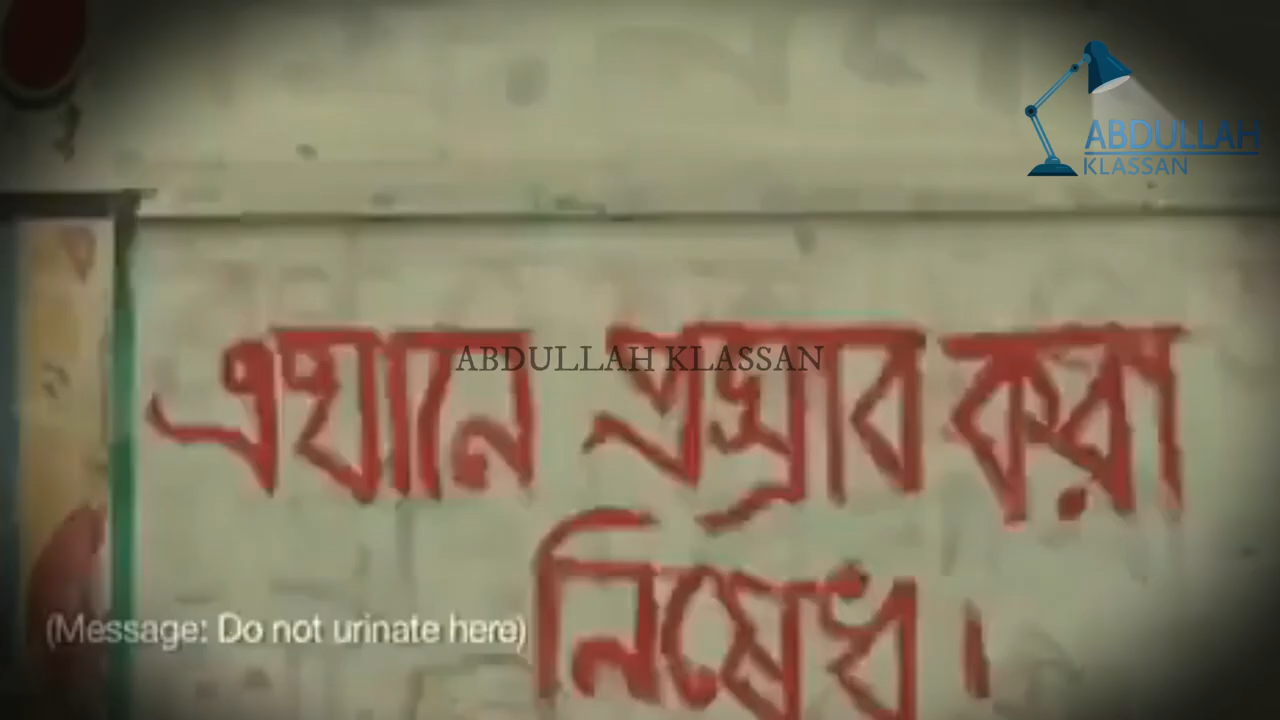 ABDULLAH
KLASSAN
এখানে প্রস্রাব করা
ABDULLAH KLASSAN
নিষেধ।
(Message: Do not urinate here)